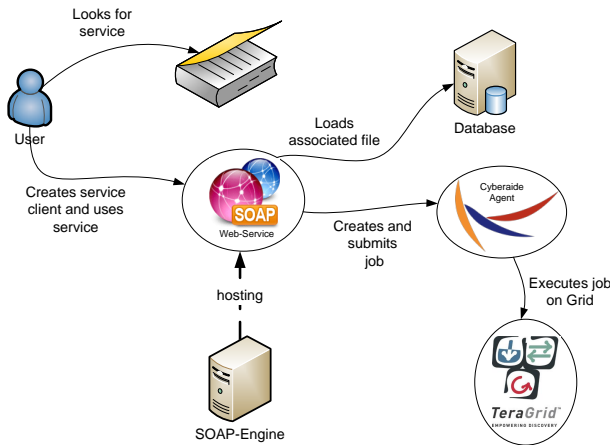 Looks for
service
User
Creates service
client and uses
service
Loads
associated file
Database
SOAP
Web-Service
Creates and
submits
job
Cyberaide
Agent
hosting
SOAP-Engine
Executes job
on Grid
TeraGrid™
EMPOWERING DISCOVERY